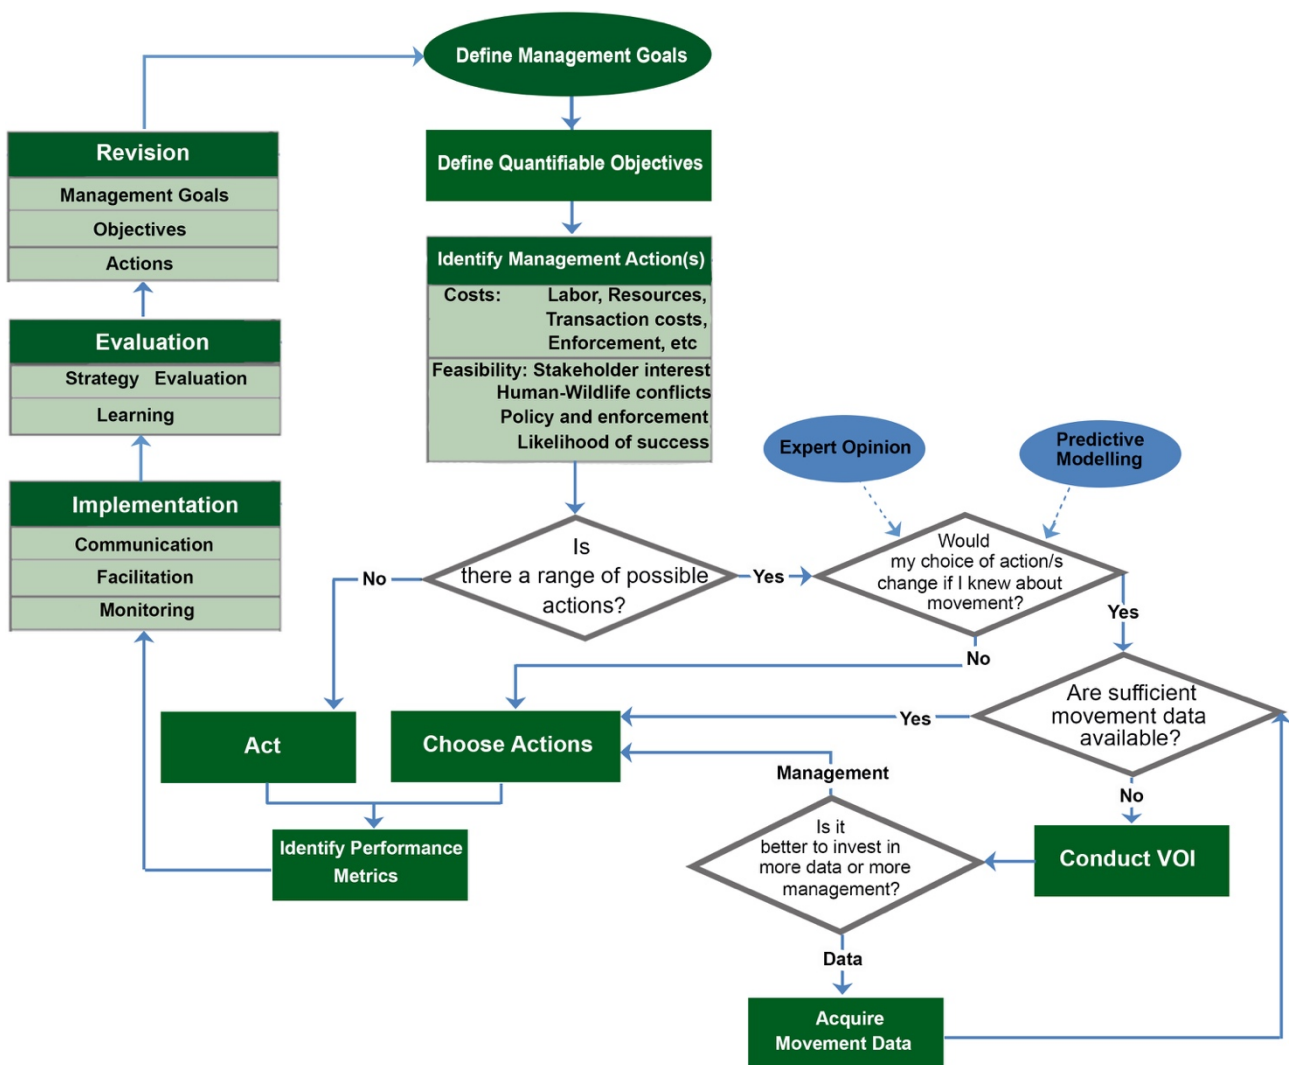 Define Management Goals
Define Quantifiable Objectives
Identify Management Action(s)
Costs: Labor, Resources,
Transaction costs,
Enforcement, etc
Feasibility: Stakeholder interest
Human-Wildlife conflicts
Policy and enforcement
Likelihood of success
Revision
Management Goals
Objectives
Actions
Evaluation
Strategy Evaluation
Learning
Implementation
Communication
Facilitation
Monitoring
Expert Opinion
Predictive
Modelling
Is
there a range of possible
actions?
No
Yes
Would
my choice of action/s
change if I knew about
movement?
Yes
No
Are sufficient
movement data
available?
Yes
No
Act
Choose Actions
Management
Identify Performance
Metrics
Is it
better to invest in
more data or more
management?
Conduct VOI
Data
Acquire
Movement Data